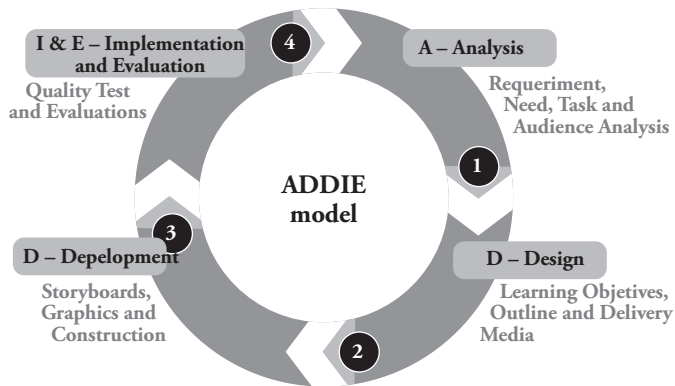 I & E – Implementation
and Evaluation
Quality Test
and Evaluations
4
A – Analysis
Requeriment,
Need, Task and
Audience Analysis
1
ADDIE
model
3
D – Depelopment
Storyboards,
Graphics and
Construction
D – Design
Learning Objetives,
Outline and Delivery
Media
2